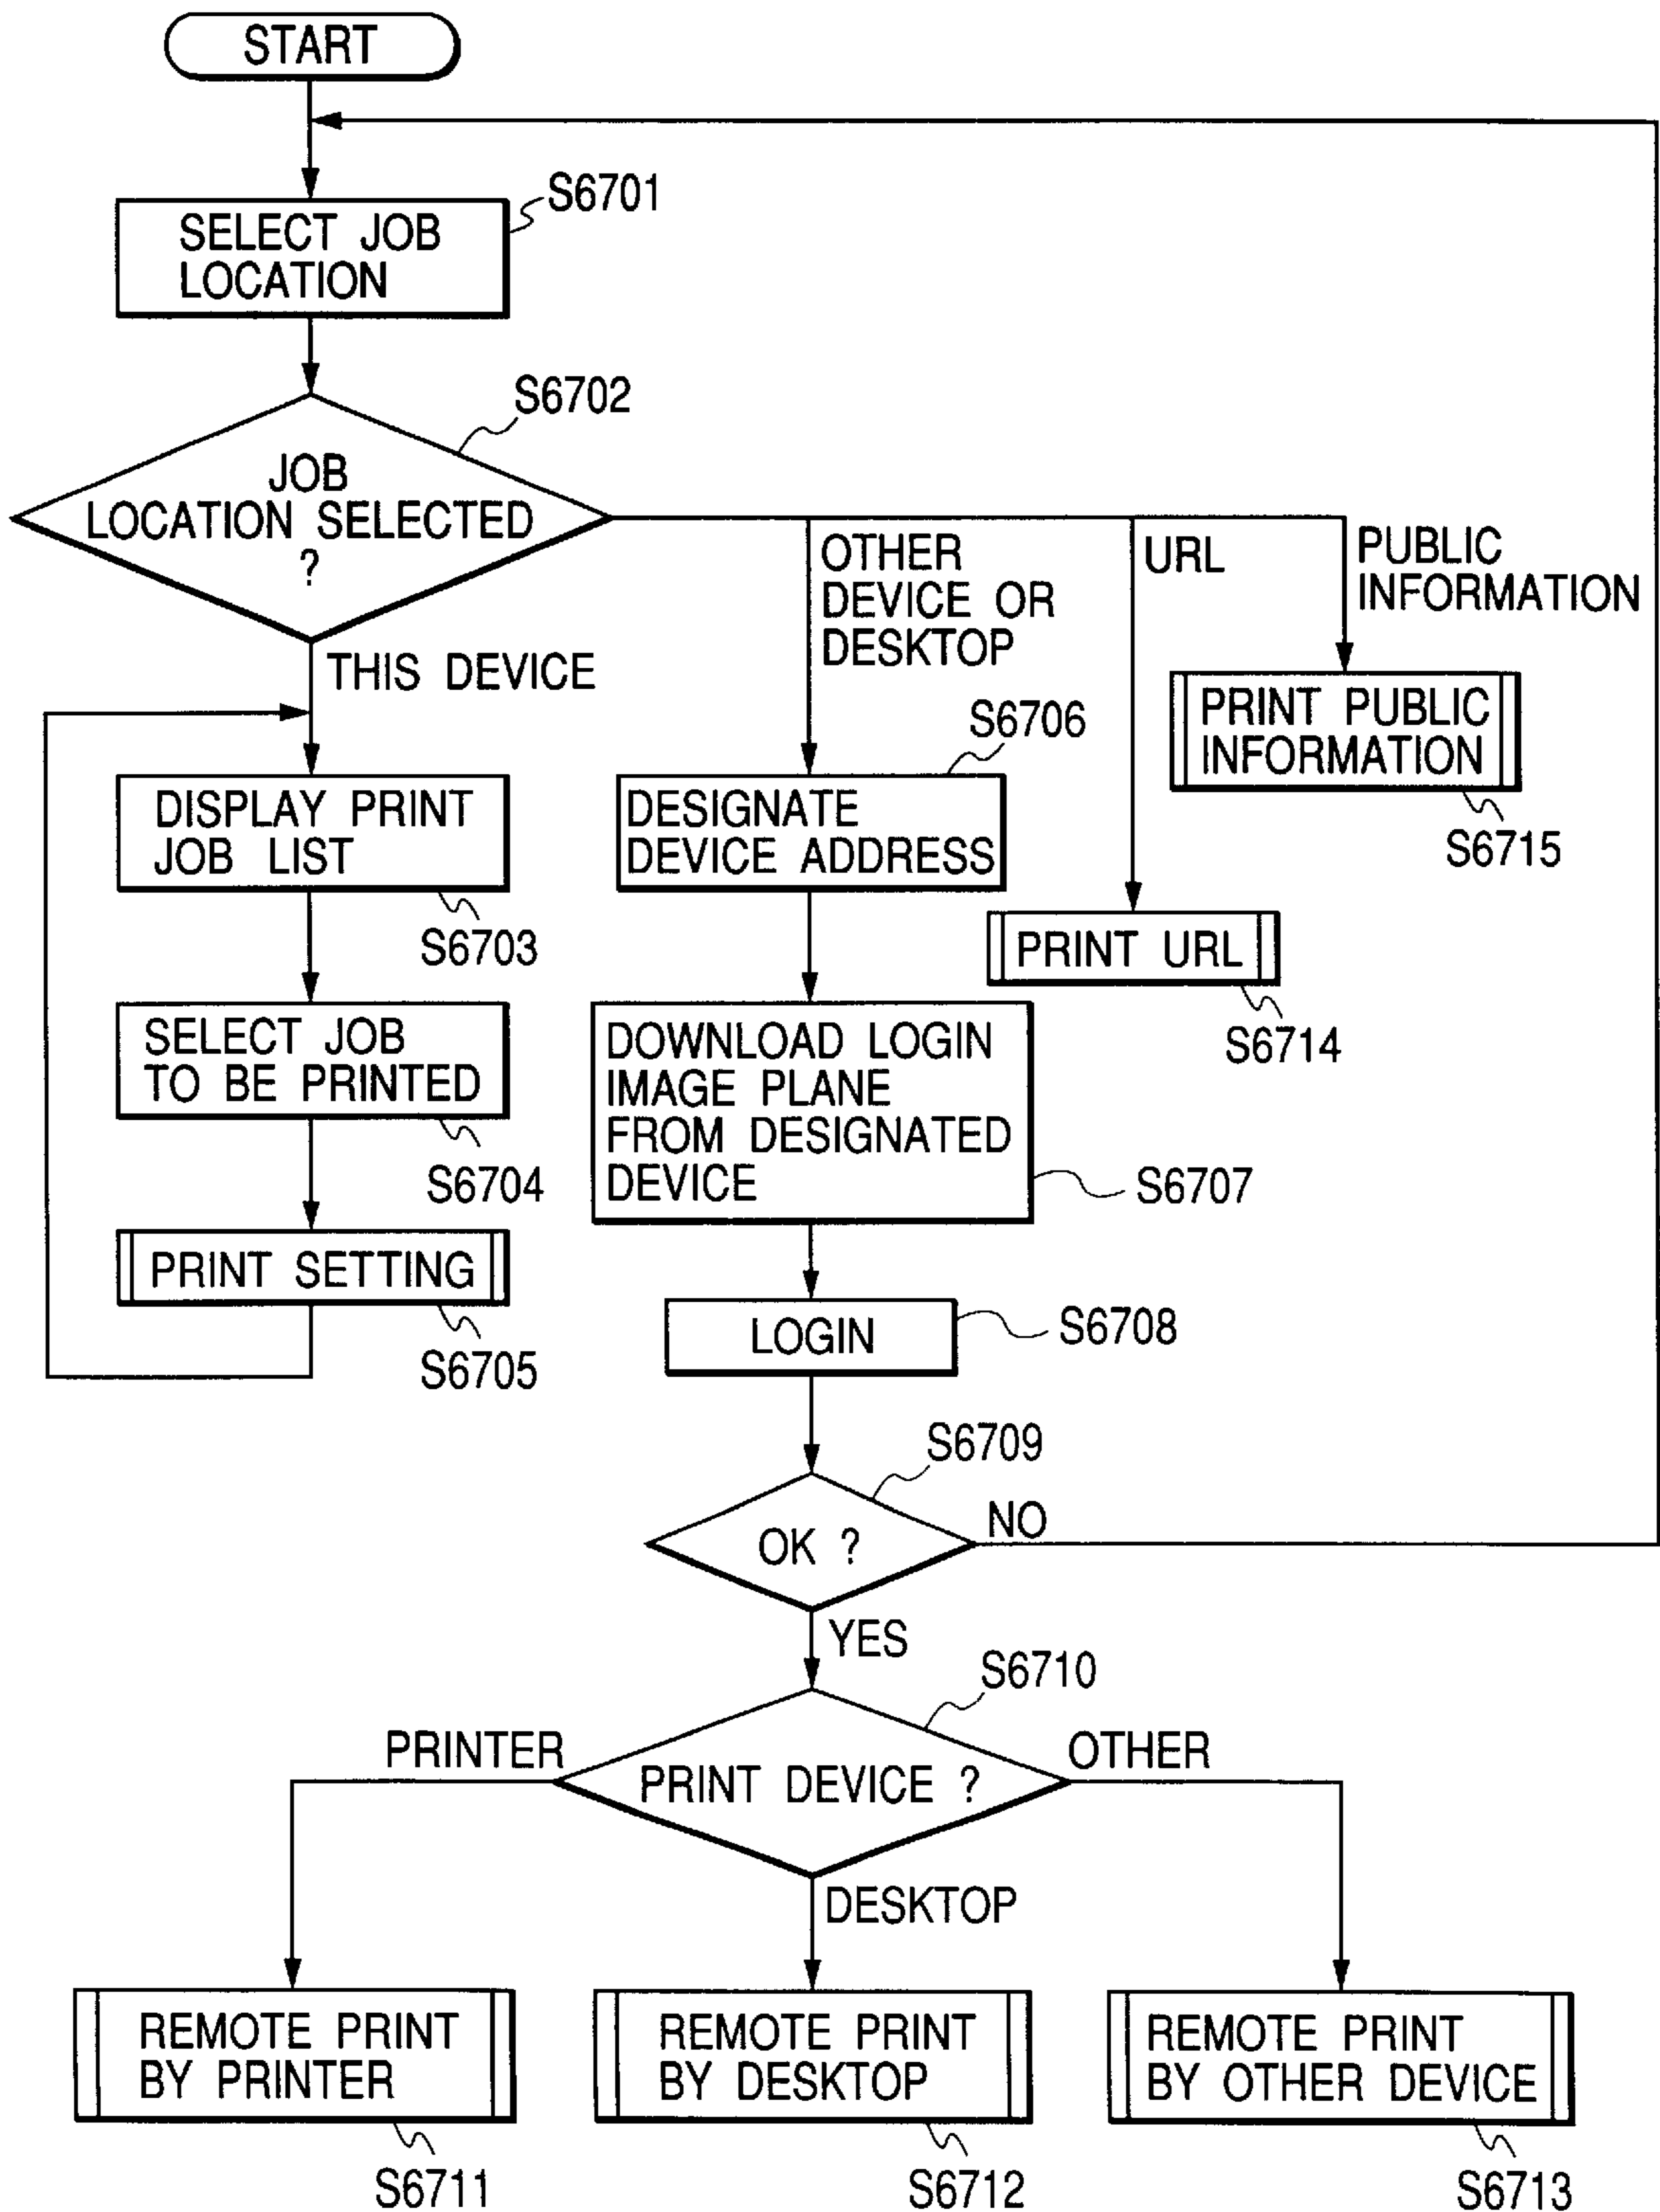 START
S6701
SELECT JOB
LOCATION
S6702
JOB
LOCATION SELECTED
?
THIS DEVICE
OTHER
DEVICE OR
DESKTOP
URL
PUBLIC
INFORMATION
DISPLAY PRINT
JOB LIST
S6703
SELECT JOB
TO BE PRINTED
S6704
PRINT SETTING
S6705
S6706
DESIGNATE
DEVICE ADDRESS
DOWNLOAD LOGIN
IMAGE PLANE
FROM DESIGNATED
DEVICE
S6707
LOGIN
S6708
PRINT URL
S6714
PRINT PUBLIC
INFORMATION
S6715
S6709
OK ?
NO
YES
S6710
PRINT DEVICE ?
PRINTER
DESKTOP
OTHER
REMOTE PRINT
BY PRINTER
S6711
REMOTE PRINT
BY DESKTOP
S6712
REMOTE PRINT
BY OTHER DEVICE
S6713